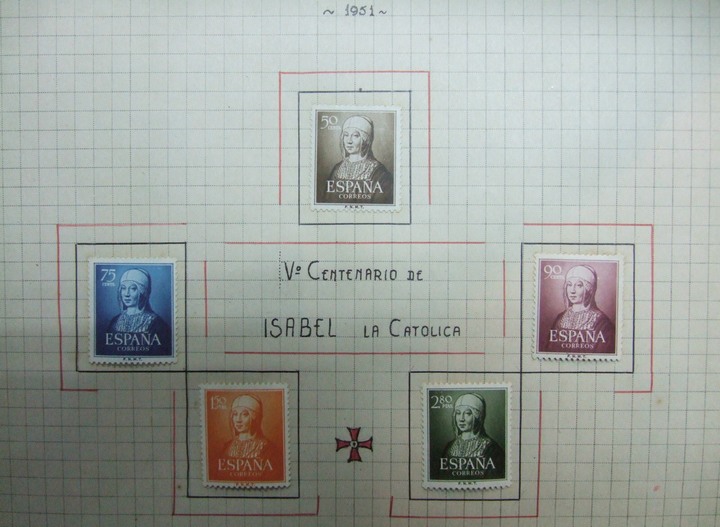 ~ 1951 ~
50
CENTS
ESPAÑA
CORREOS
F.N.M.T.
Vº CENTENARIO DE
ISABEL LA CATOLICA
75
CENTS
ESPAÑA
CORREOS
F.N.M.T.
90
CENTS
ESPAÑA
CORREOS
F.N.M.T.
1,50
PTAS
ESPAÑA
CORREOS
F.N.M.T.
2,80
PTAS
ESPAÑA
CORREOS
F.N.M.T.